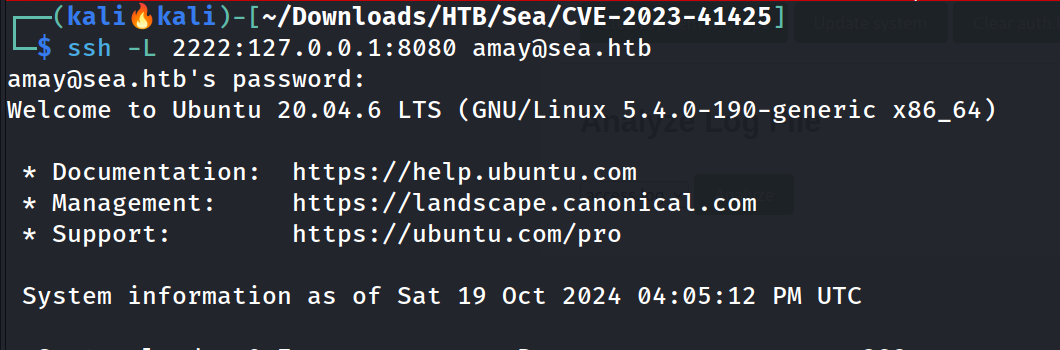 ┌──(kali🔥kali)-[~/Downloads/HTB/Sea/CVE-2023-41425]
└─$ ssh -L 2222:127.0.0.1:8080 amay@sea.htb
amay@sea.htb's password:
Welcome to Ubuntu 20.04.6 LTS (GNU/Linux 5.4.0-190-generic x86_64)
Analyze Log File
* Documentation:  https://help.ubuntu.com
* Management:     https://landscape.canonical.com
* Support:        https://ubuntu.com/pro
System information as of Sat 19 Oct 2024 04:05:12 PM UTC